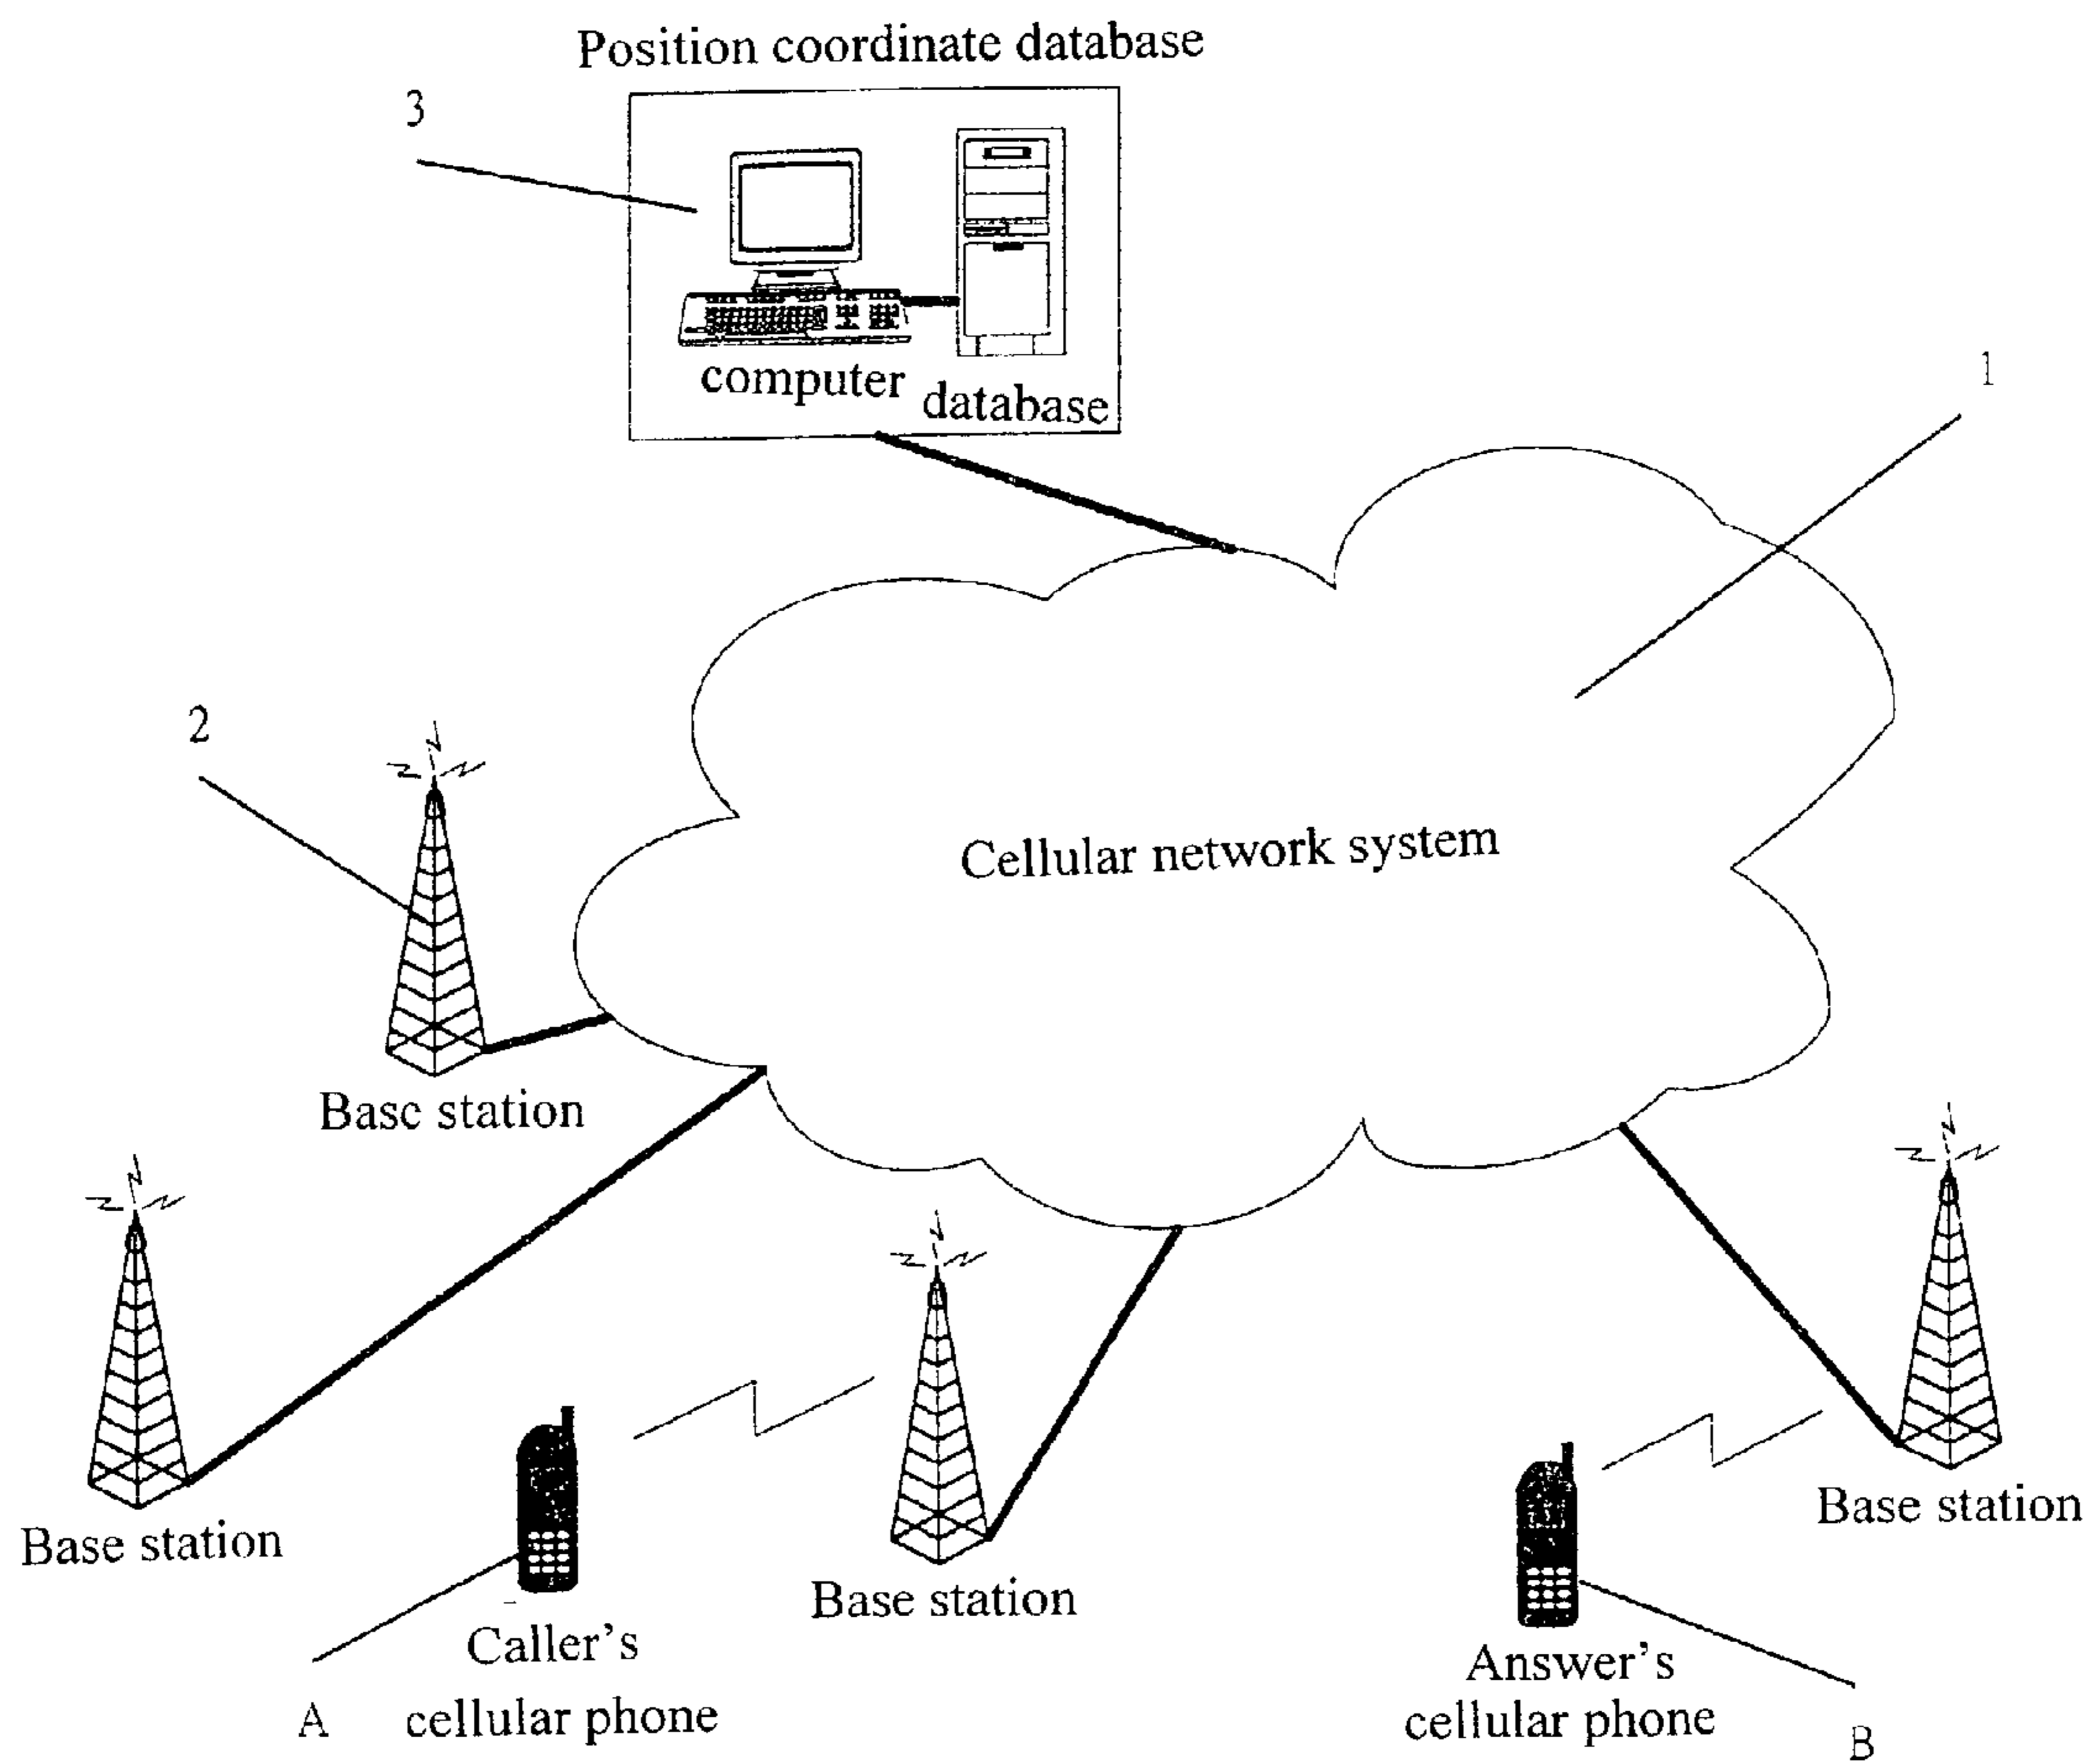 Position coordinate database
3
computer
database
1
2
Cellular network system
Base station
Base station
Base station
Base station
Caller's
cellular phone
A
Answer's
cellular phone
B